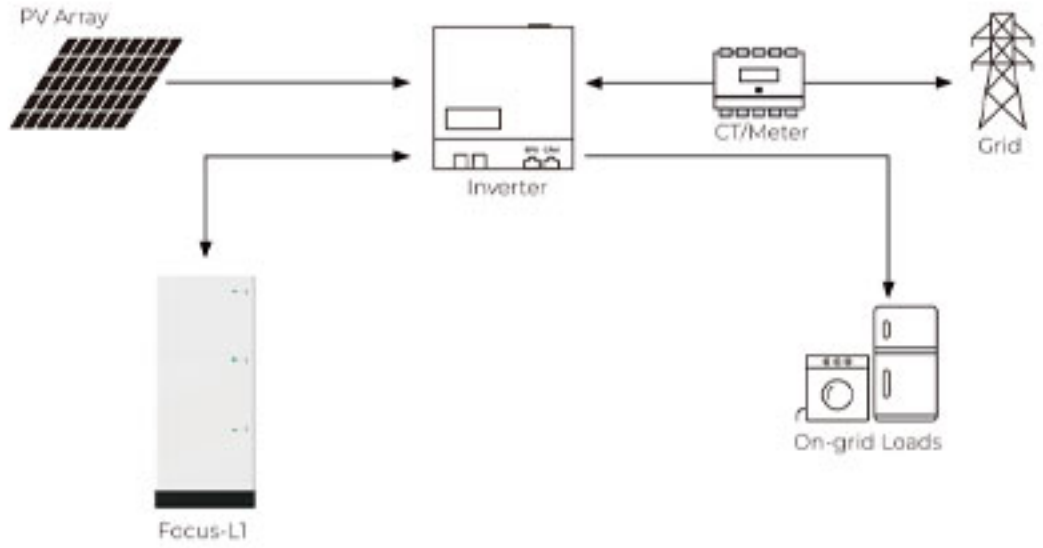 PV Array
CT/Meter
Grid
Inverter
On-grid Loads
Focus-L1